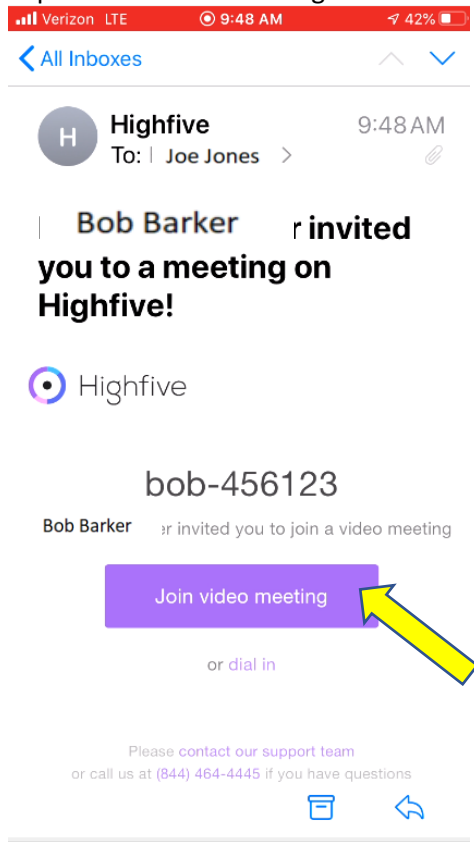 Verizon LTE 9:48 AM 42%
All Inboxes
H Highfive 9:48 AM
To: Joe Jones
Bob Barker r invited
you to a meeting on
Highfive!
Highfive
bob-456123
Bob Barker er invited you to join a video meeting
Join video meeting
or dial in
Please contact our support team
or call us at (844) 464-4445 if you have questions